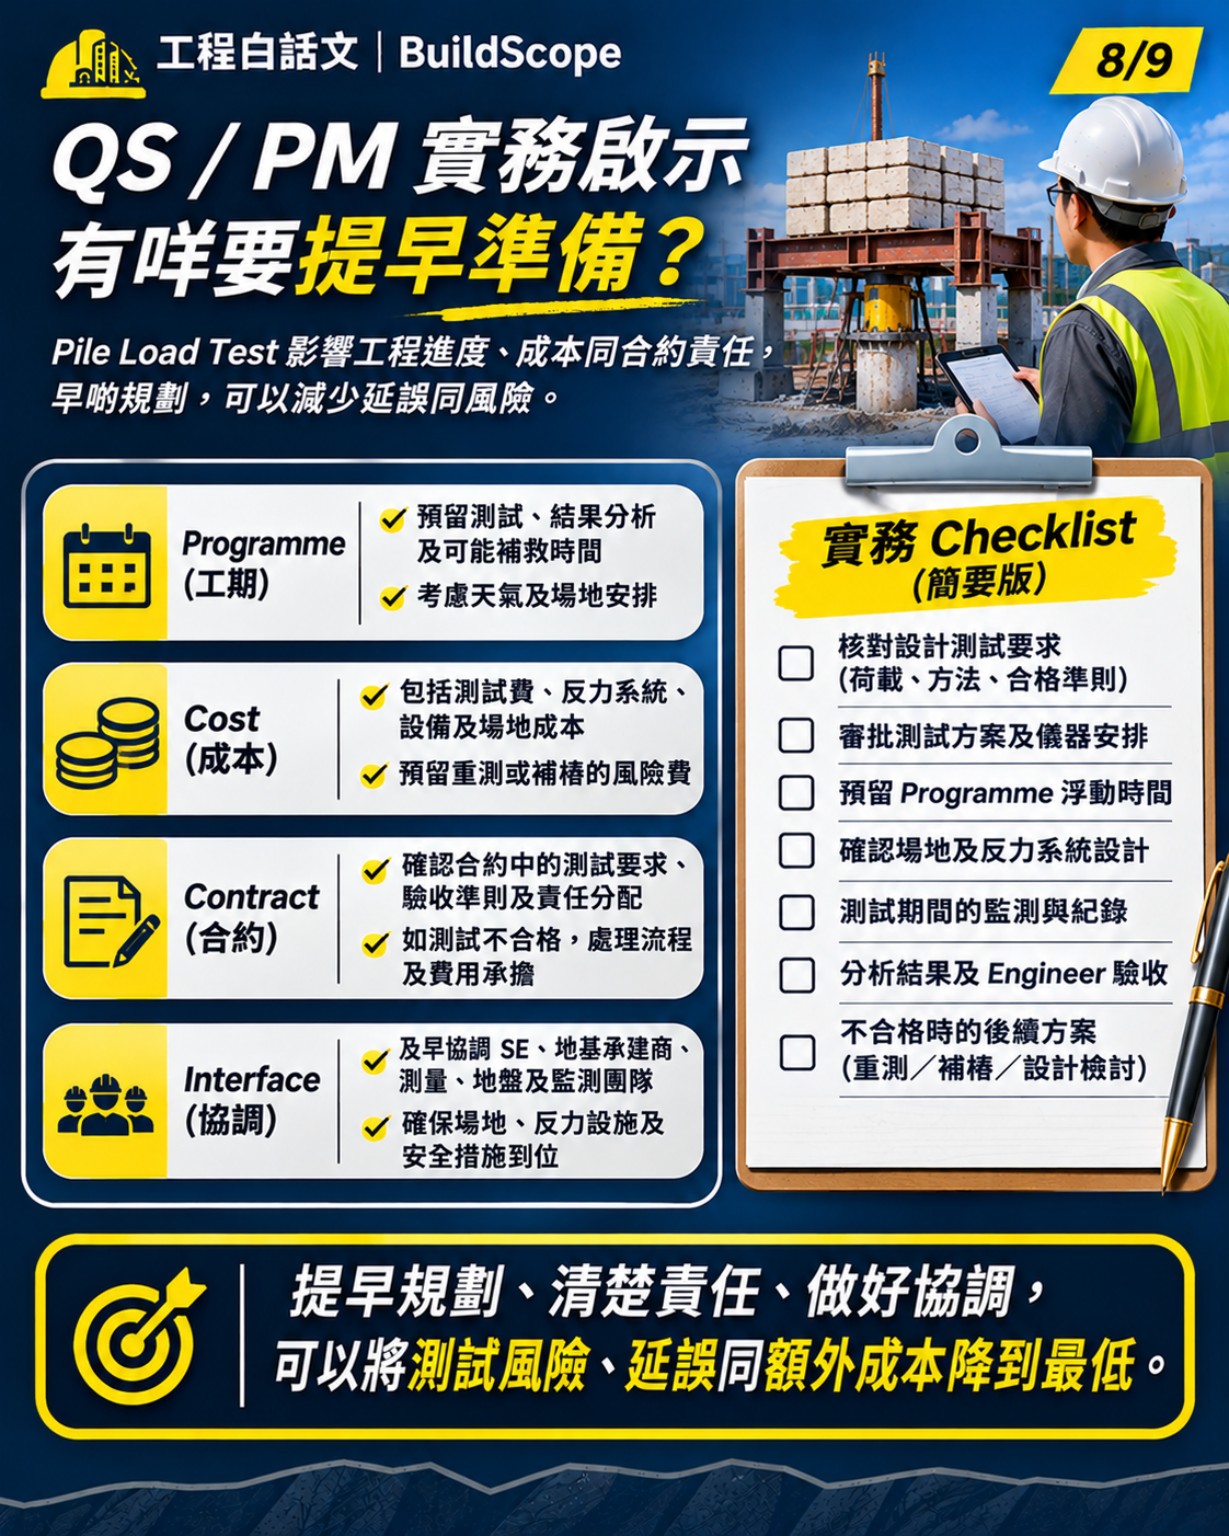 工程白話文｜BuildScope
8/9
QS / PM 實務啟示
有咩要提早準備？
Pile Load Test 影響工程進度、成本同合約責任，
早啲規劃，可以減少延誤同風險。
Programme
(工期)
預留測試、結果分析
及可能補救時間
考慮天氣及場地安排
Cost
(成本)
包括測試費、反力系統、
設備及場地成本
預留重測或補樁的風險費
Contract
(合約)
確認合約中的測試要求、
驗收準則及責任分配
如測試不合格，處理流程
及費用承擔
Interface
(協調)
及早協調 SE、地基承建商、
測量、地盤及監測團隊
確保場地、反力設施及
安全措施到位
實務 Checklist
(簡要版)
核對設計測試要求
(荷載、方法、合格準則)
審批測試方案及儀器安排
預留 Programme 浮動時間
確認場地及反力系統設計
測試期間的監測與紀錄
分析結果及 Engineer 驗收
不合格時的後續方案
(重測／補樁／設計檢討)
提早規劃、清楚責任、做好協調，
可以將測試風險、延誤同額外成本降到最低。